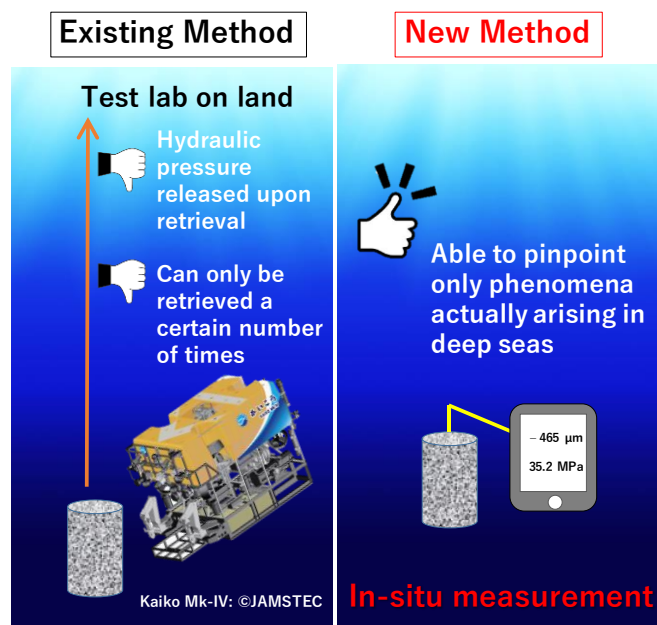 Existing Method
New Method
Test lab on land
Hydraulic
pressure
released upon
retrieval
Can only be
retrieved a
certain number
of times
Kaiko Mk-IV: ©JAMSTEC
Able to pinpoint
only phenomena
actually arising in
deep seas
– 465 μm
35.2 MPa
In-situ measurement